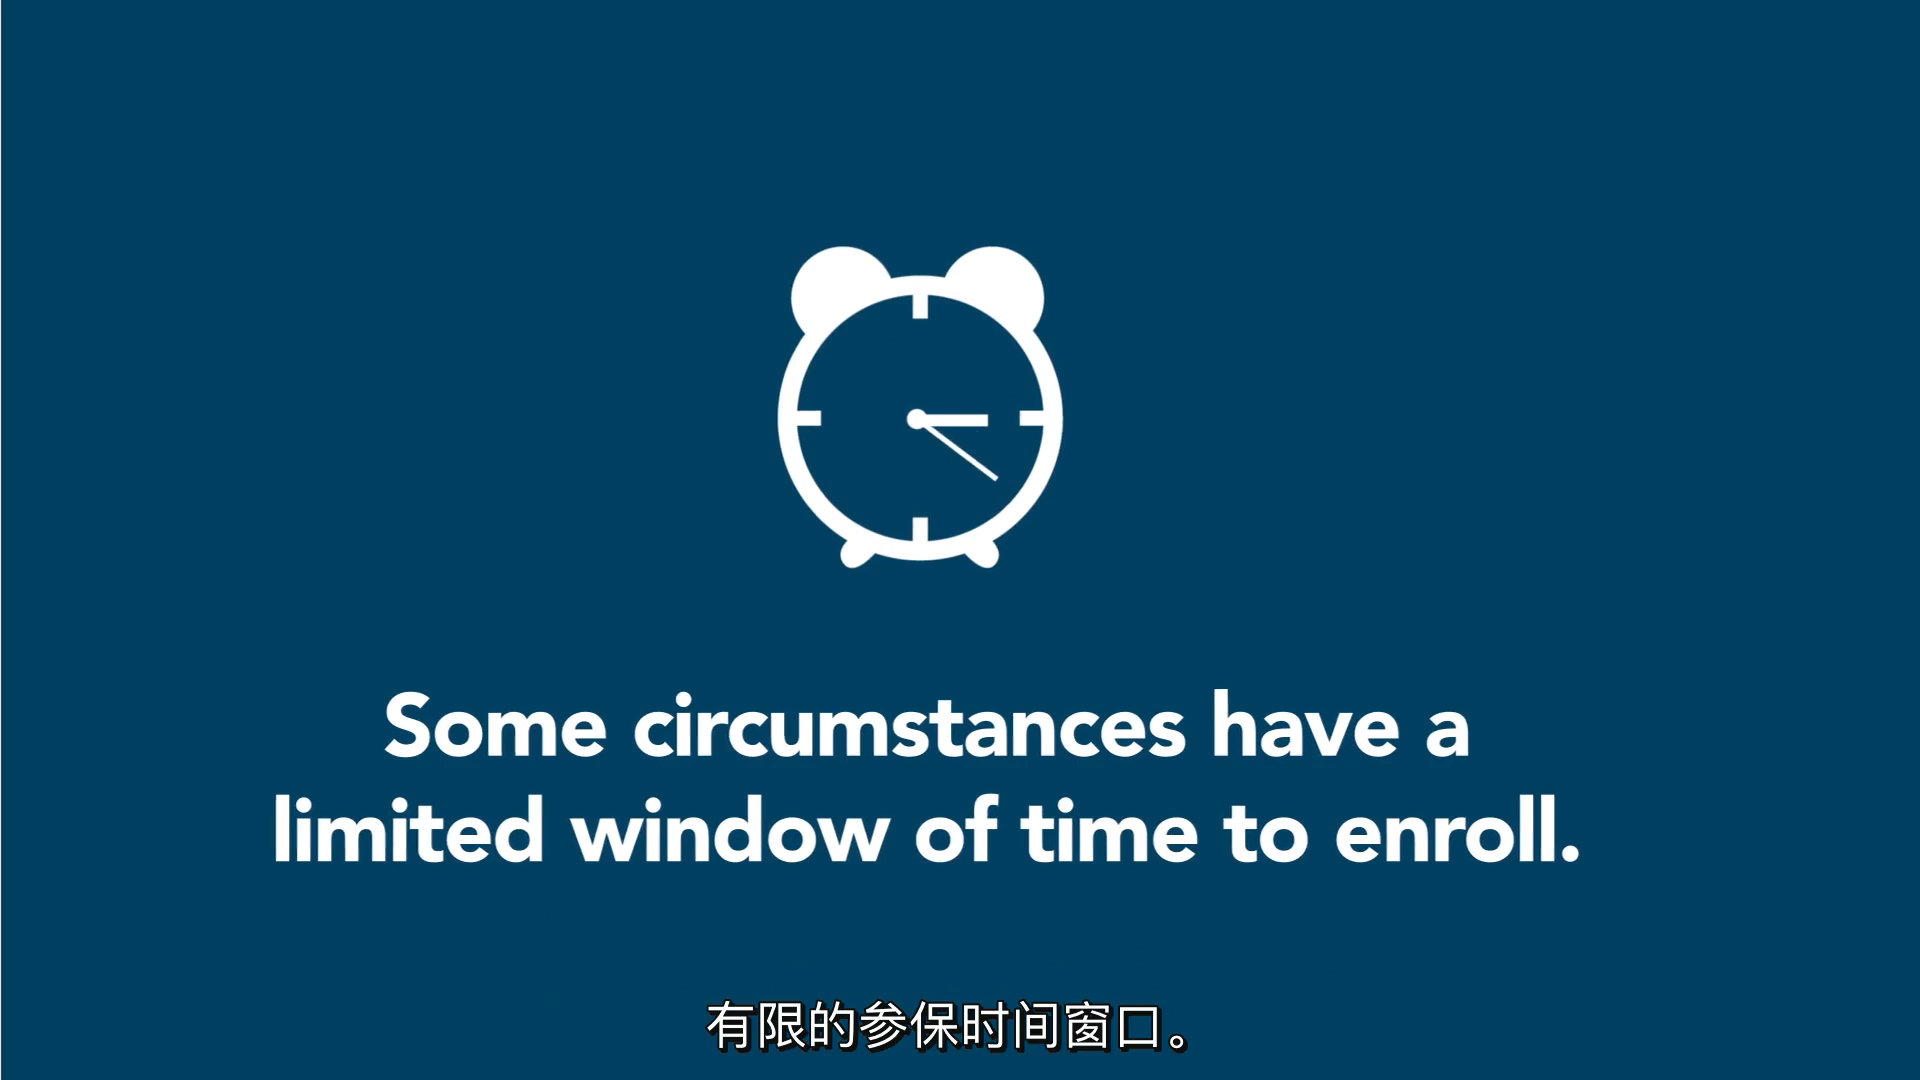 Some circumstances have a
limited window of time to enroll.
有限的参保时间窗口。